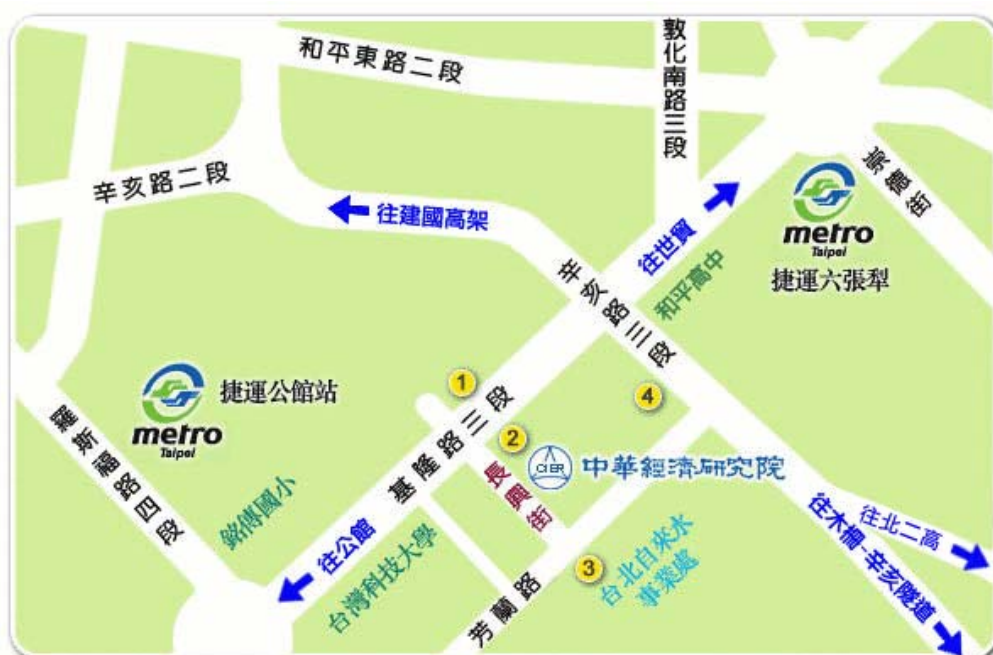 和平東路二段
敦化南路三段
辛亥路二段
往建國高架
往世貿
崇德街
metro
Taipei
捷運六張犁
和平高中
辛亥路三段
metro
Taipei
捷運公館站
1
基隆路三段
4
2
CIER
中華經濟研究院
長興街
羅斯福路四段
銘傳國小
往公館
台灣科技大學
芳蘭路
3
台北自來水
事業處
往北二高
往木柵-辛亥隧道